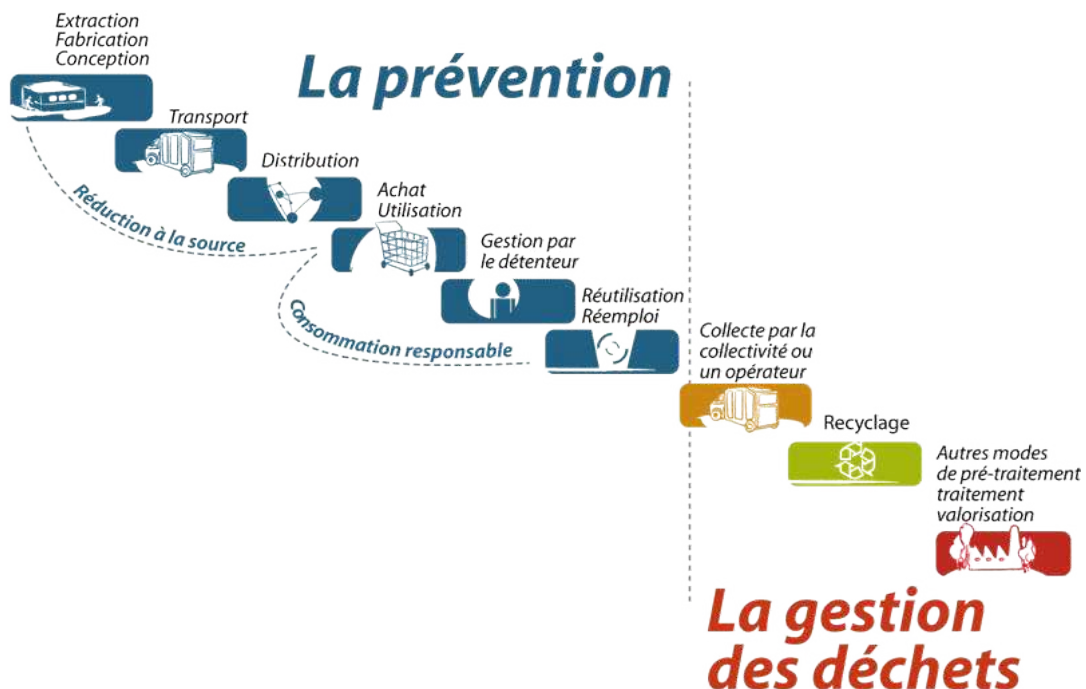 Extraction
Fabrication
Conception
La prévention
Transport
Distribution
Réduction à la source
Achat
Utilisation
Gestion par
le détenteur
Consommation responsable
Réutilisation
Réemploi
Collecte par la
collectivité ou
un opérateur
Recyclage
Autres modes
de pré-traitement
traitement
valorisation
La gestion
des déchets